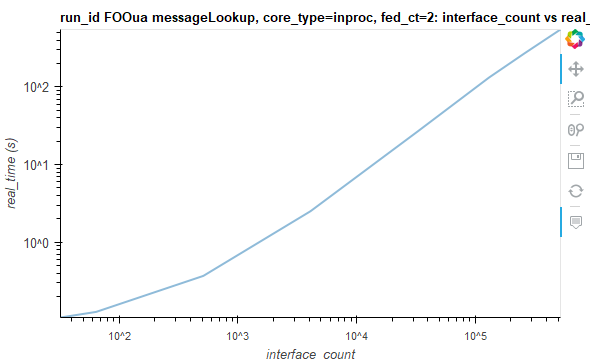 run_id FOOua messageLookup, core_type=inproc, fed_ct=2: interface_count vs real_
10^2
10^1
10^0
real_time (s)
10^2 10^3 10^4 10^5
interface_count